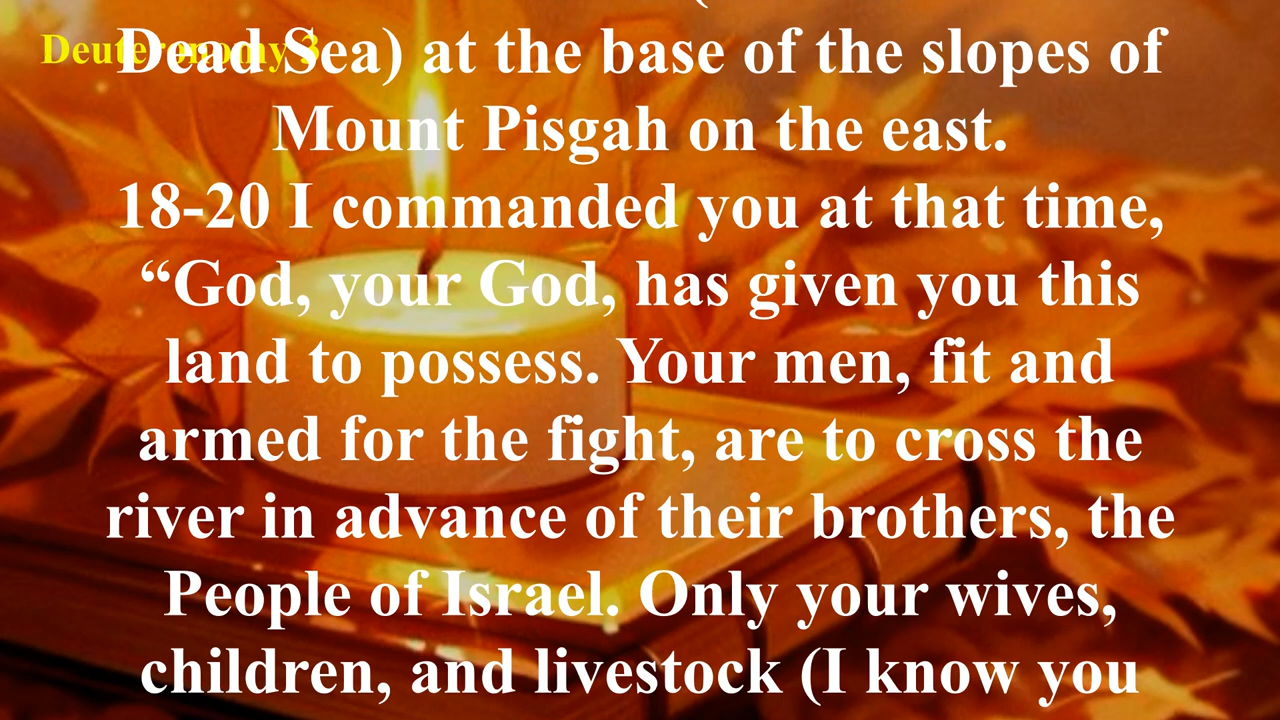 Deuteronomy 3
Dead Sea) at the base of the slopes of
Mount Pisgah on the east.
18-20 I commanded you at that time,
“God, your God, has given you this
land to possess. Your men, fit and
armed for the fight, are to cross the
river in advance of their brothers, the
People of Israel. Only your wives,
children, and livestock (I know you